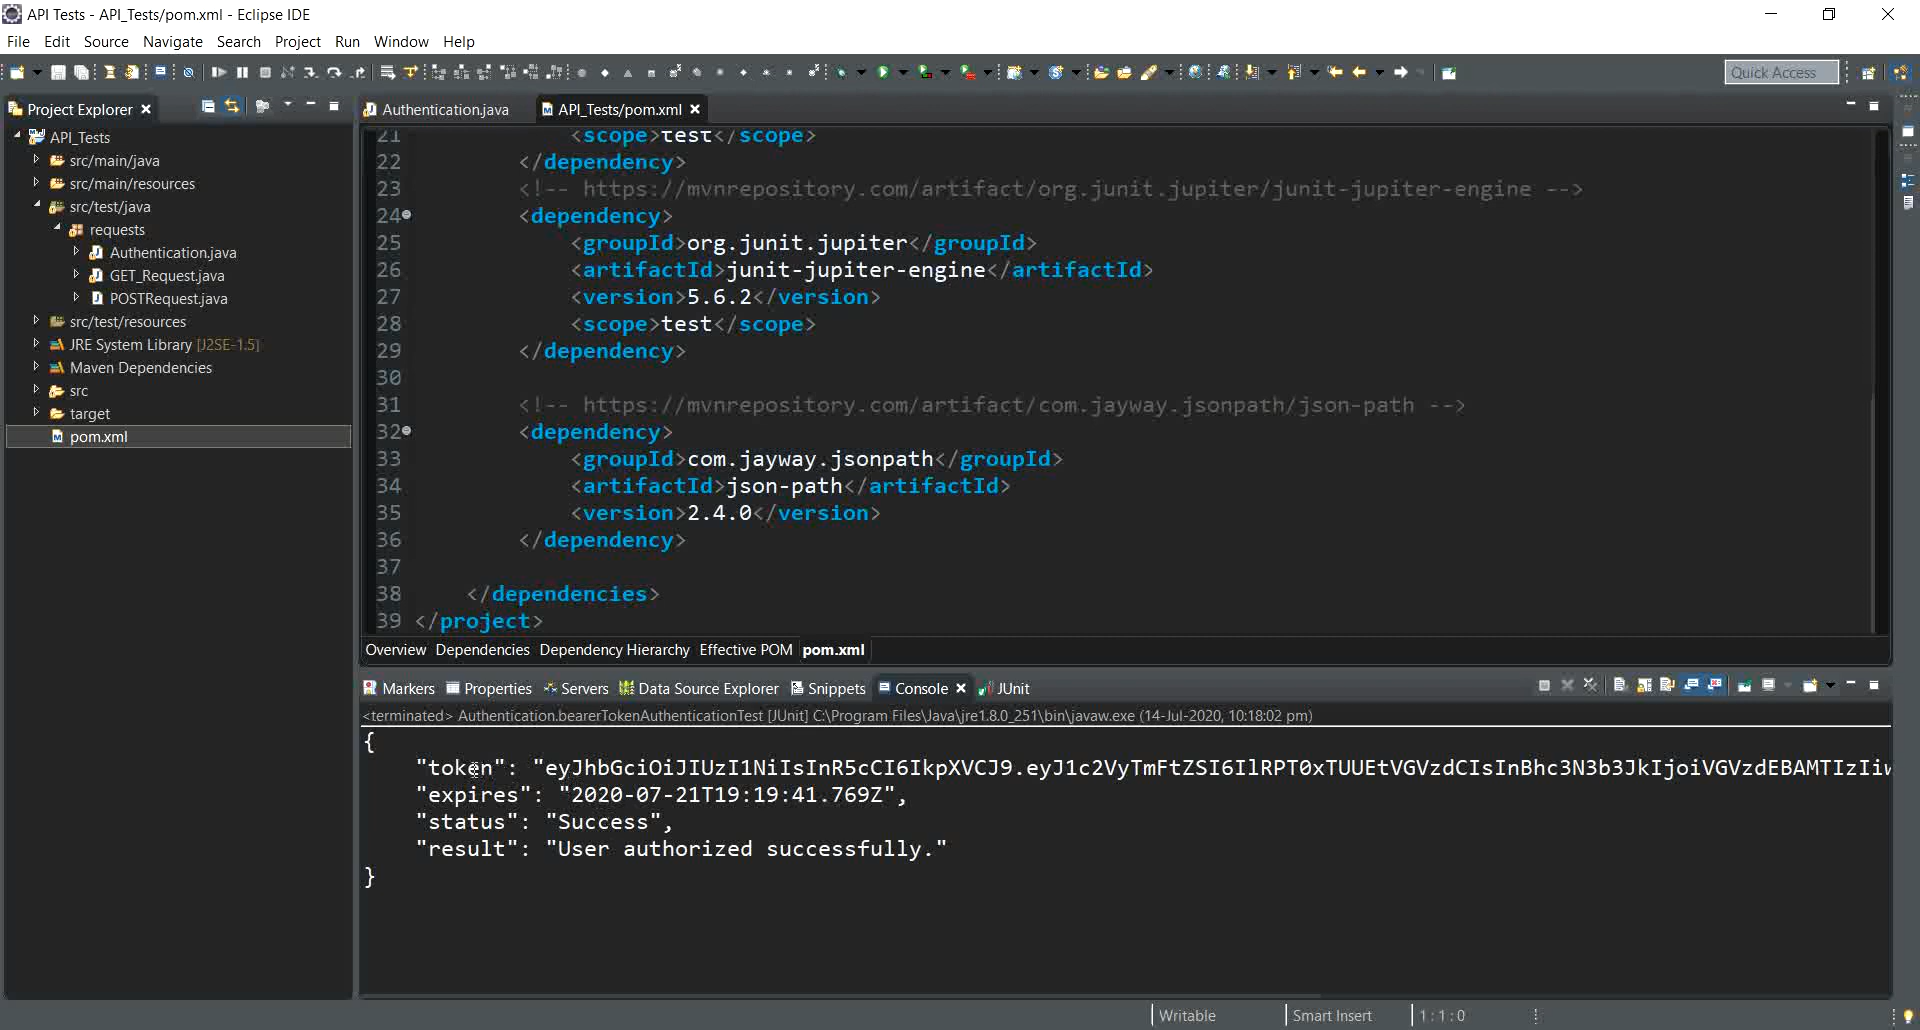 API Tests - API_Tests/pom.xml - Eclipse IDE
File Edit Source Navigate Search Project Run Window Help
Quick Access
Project Explorer
API_Tests
src/main/java
src/main/resources
src/test/java
requests
Authentication.java
GET_Request.java
POSTRequest.java
src/test/resources
JRE System Library [J2SE-1.5]
Maven Dependencies
src
target
pom.xml
Authentication.java API_Tests/pom.xml
21 <scope>test</scope>
22 </dependency>
23 <!-- https://mvnrepository.com/artifact/org.junit.jupiter/junit-jupiter-engine -->
24 <dependency>
25 <groupId>org.junit.jupiter</groupId>
26 <artifactId>junit-jupiter-engine</artifactId>
27 <version>5.6.2</version>
28 <scope>test</scope>
29 </dependency>
30
31 <!-- https://mvnrepository.com/artifact/com.jayway.jsonpath/json-path -->
32 <dependency>
33 <groupId>com.jayway.jsonpath</groupId>
34 <artifactId>json-path</artifactId>
35 <version>2.4.0</version>
36 </dependency>
37
38 </dependencies>
39 </project>
Overview Dependencies Dependency Hierarchy Effective POM pom.xml
Markers Properties Servers Data Source Explorer Snippets Console JUnit
<terminated> Authentication.bearerTokenAuthenticationTest [JUnit] C:\Program Files\Java\jre1.8.0_251\bin\javaw.exe (14-Jul-2020, 10:18:02 pm)
{
"token": "eyJhbGciOiJIUzI1NiIsInR5cCI6IkpXVCJ9.eyJ1c2VyTmFtZSI6IlRPT0xTUUEtVGVzdCIsInBhc3N3b3JkIjoiVGVzdEBAMTIzIiw
"expires": "2020-07-21T19:19:41.769Z",
"status": "Success",
"result": "User authorized successfully."
}
Writable Smart Insert 1 : 1 : 0